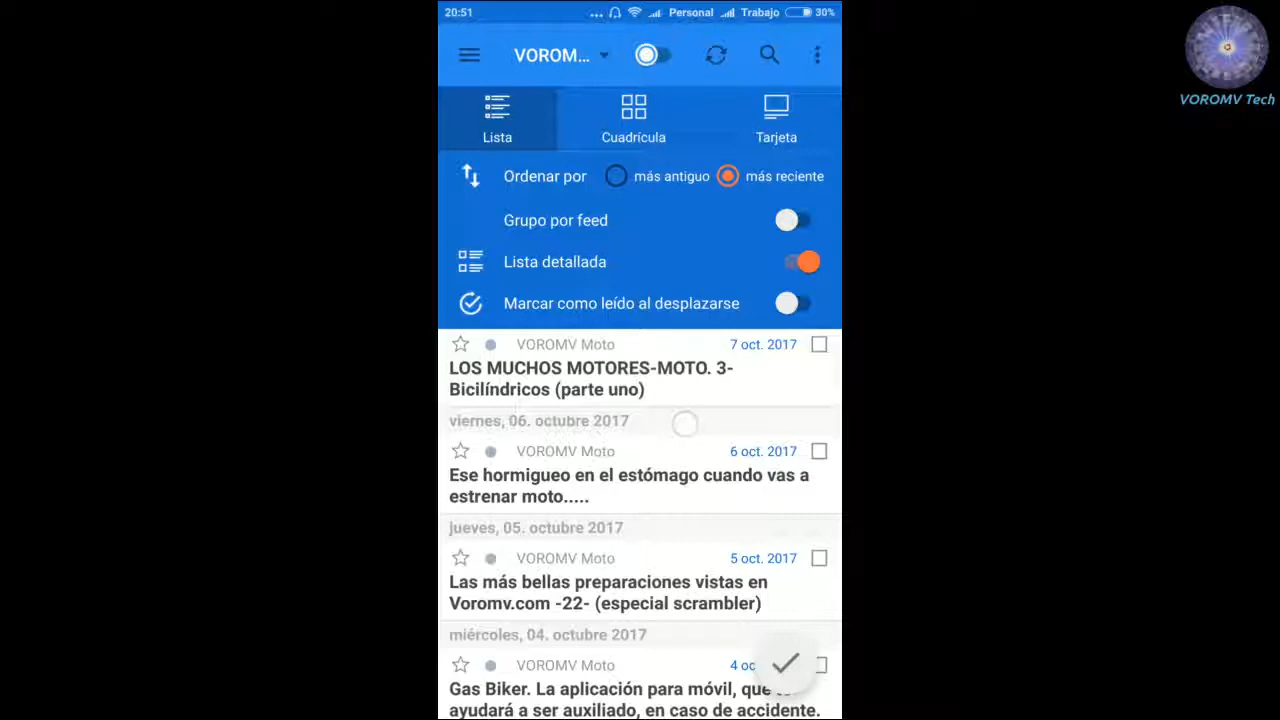 20:51 ... Personal Trabajo 30%
VOROM...
VOROMV Tech
Lista Cuadrícula Tarjeta
Ordenar por más antiguo más reciente
Grupo por feed
Lista detallada
Marcar como leído al desplazarse
VOROMV Moto 7 oct. 2017
LOS MUCHOS MOTORES-MOTO. 3-
Bicilíndricos (parte uno)
viernes, 06. octubre 2017
VOROMV Moto 6 oct. 2017
Ese hormigueo en el estómago cuando vas a
estrenar moto.....
jueves, 05. octubre 2017
VOROMV Moto 5 oct. 2017
Las más bellas preparaciones vistas en
Voromv.com -22- (especial scrambler)
miércoles, 04. octubre 2017
VOROMV Moto 4
Gas Biker. La aplicación para móvil, que
ayudará a ser auxiliado, en caso de accidente.